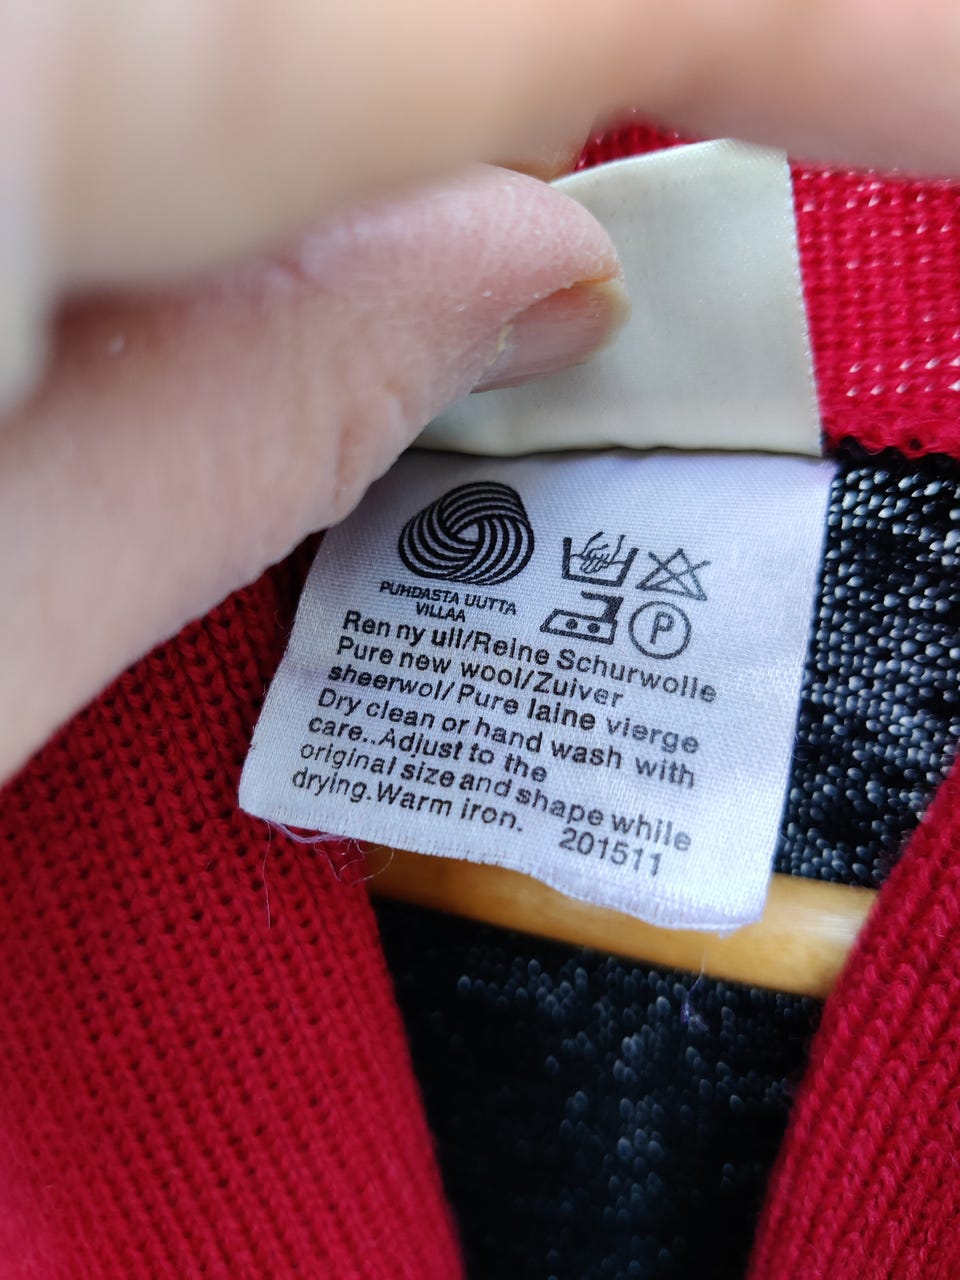 PUHDASTA UUTTA
VILLAA
P
Ren ny ull/Reine Schurwolle
Pure new wool/Zuiver
sheerwol/Pure laine vierge
Dry clean or hand wash with
care..Adjust to the
original size and shape while
drying.Warm iron.
201511